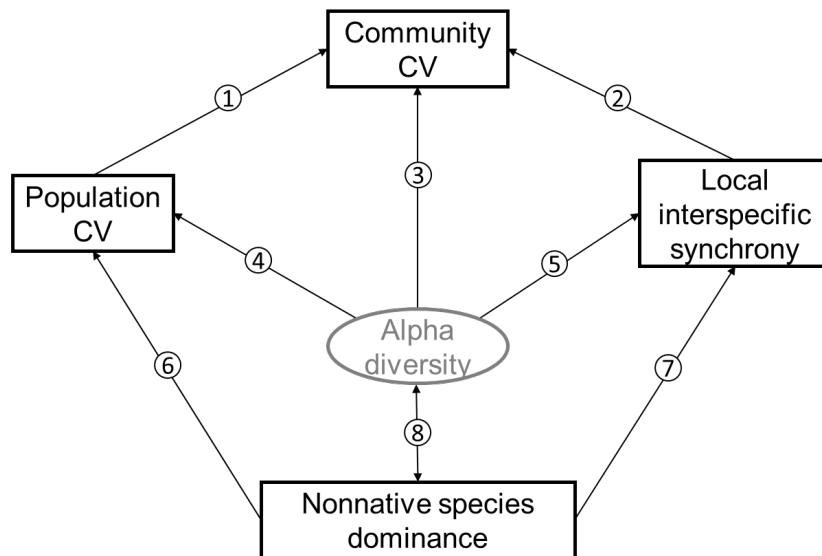 Community
CV
①
②
③
Population
CV
Local
interspecific
synchrony
④
⑤
Alpha
diversity
⑥
⑦
⑧
Nonnative species
dominance